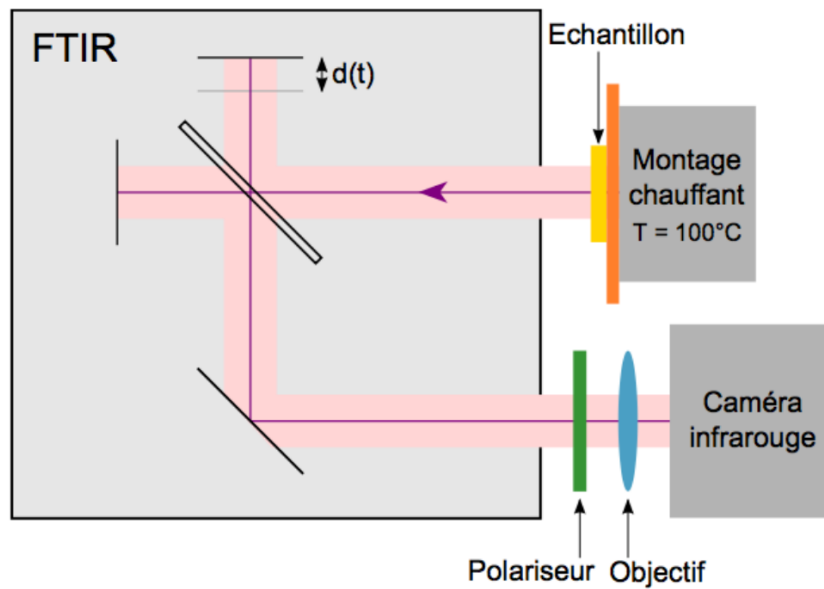 FTIR
d(t)
Echantillon
Montage
chauffant
T = 100°C
Caméra
infrarouge
Polariseur
Objectif